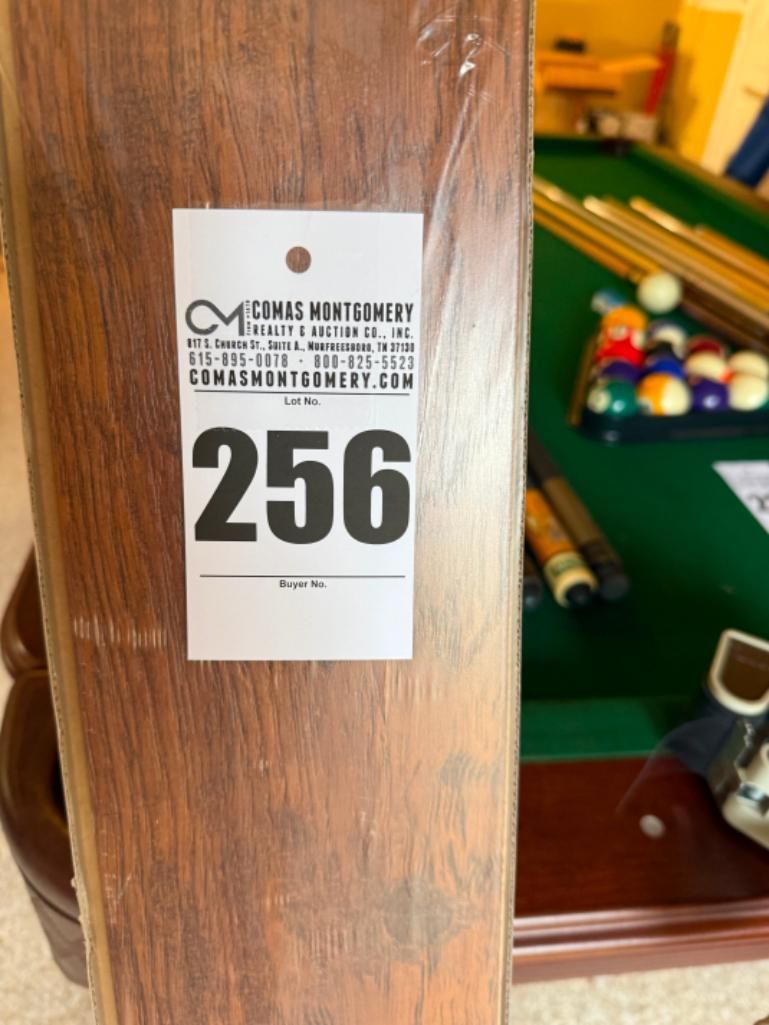 CM COMAS MONTGOMERY
REALTY & AUCTION CO., INC.
817 S. CHURCH ST., SUITE A., MURFREESBORO, TN 37130
615-895-0078 · 800-825-5523
COMASMONTGOMERY.COM
Lot No.
256
Buyer No.